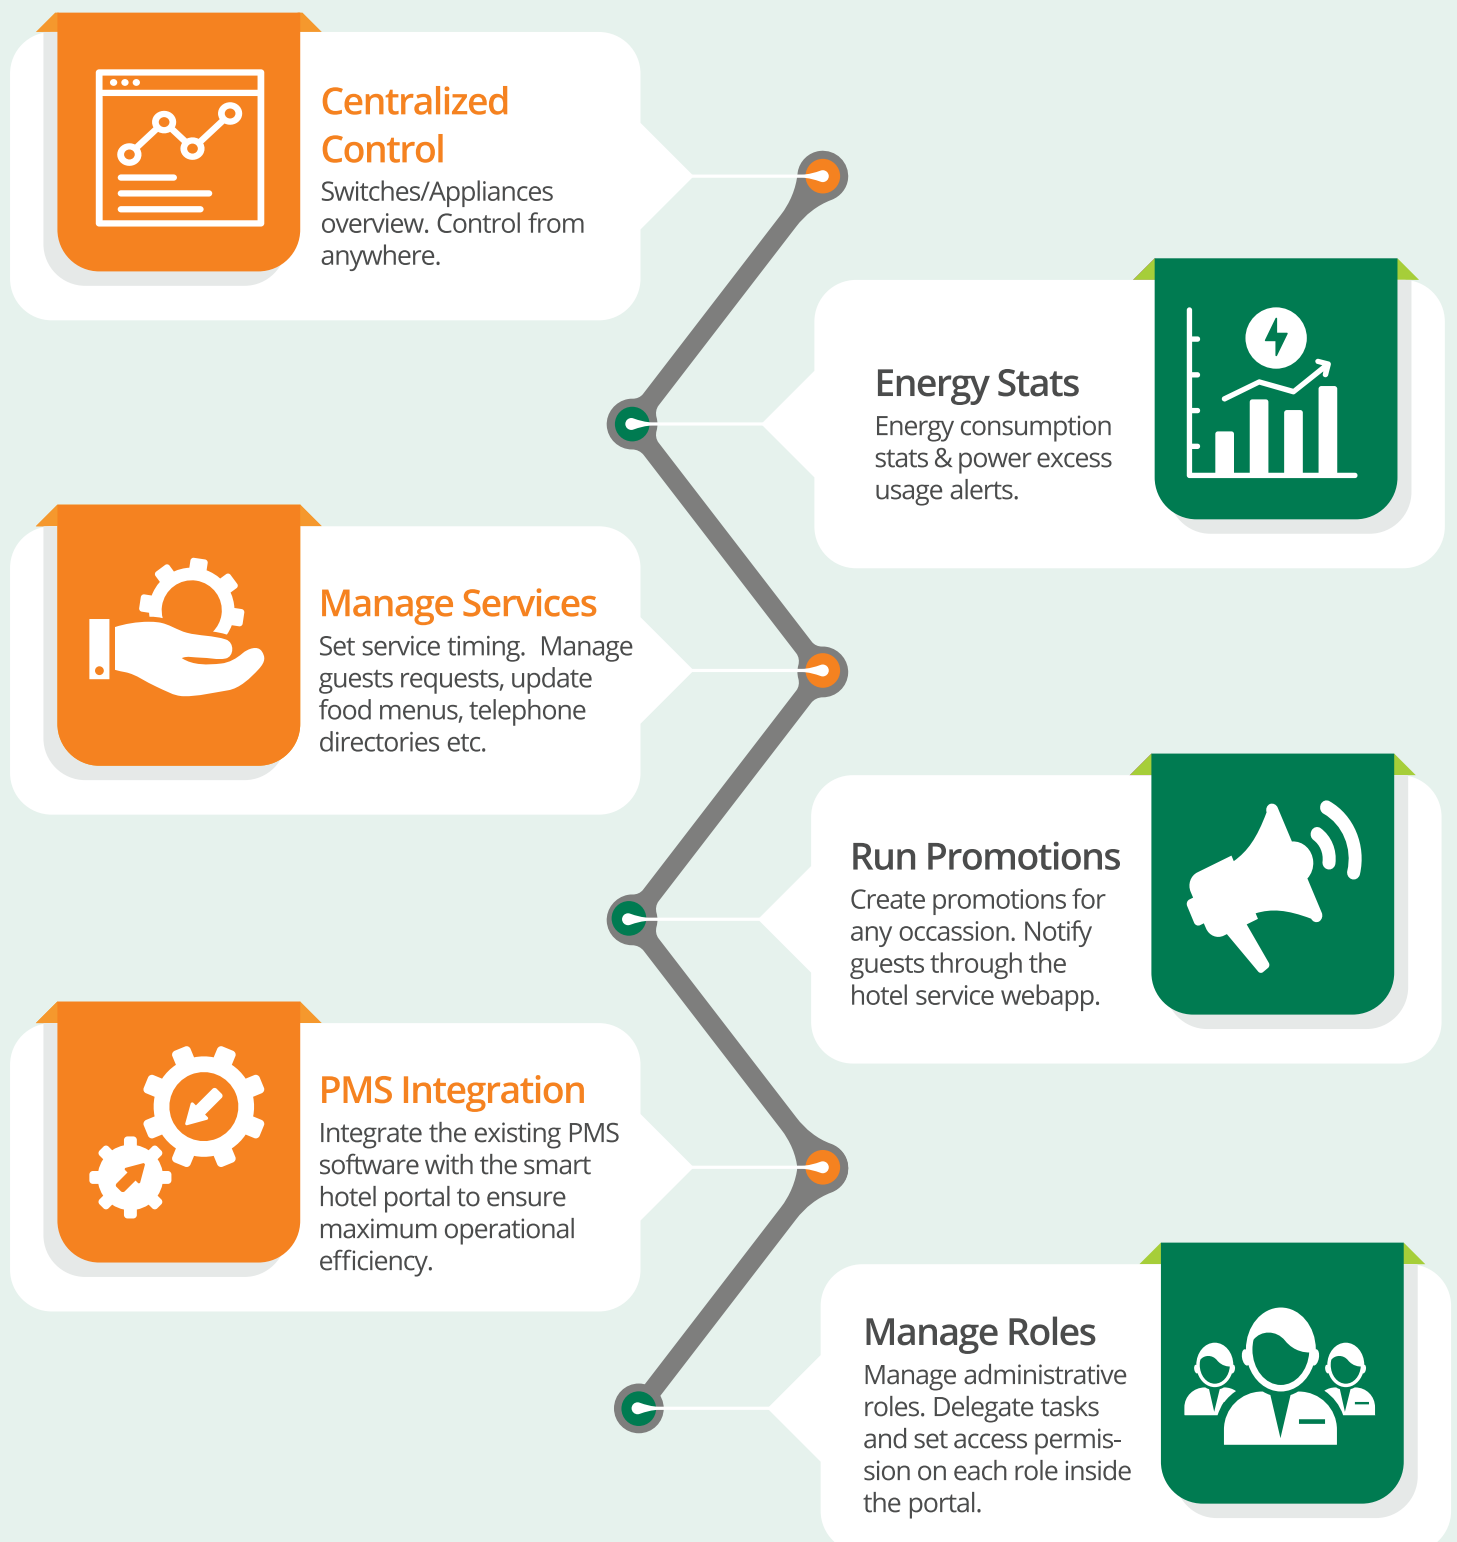 Centralized
Control
Switches/Appliances
overview. Control from
anywhere.
Energy Stats
Energy consumption
stats & power excess
usage alerts.
Manage Services
Set service timing.  Manage
guests requests, update
food menus, telephone
directories etc.
Run Promotions
Create promotions for
any occassion. Notify
guests through the
hotel service webapp.
PMS Integration
Integrate the existing PMS
software with the smart
hotel portal to ensure
maximum operational
efficiency.
Manage Roles
Manage administrative
roles. Delegate tasks
and set access permis-
sion on each role inside
the portal.